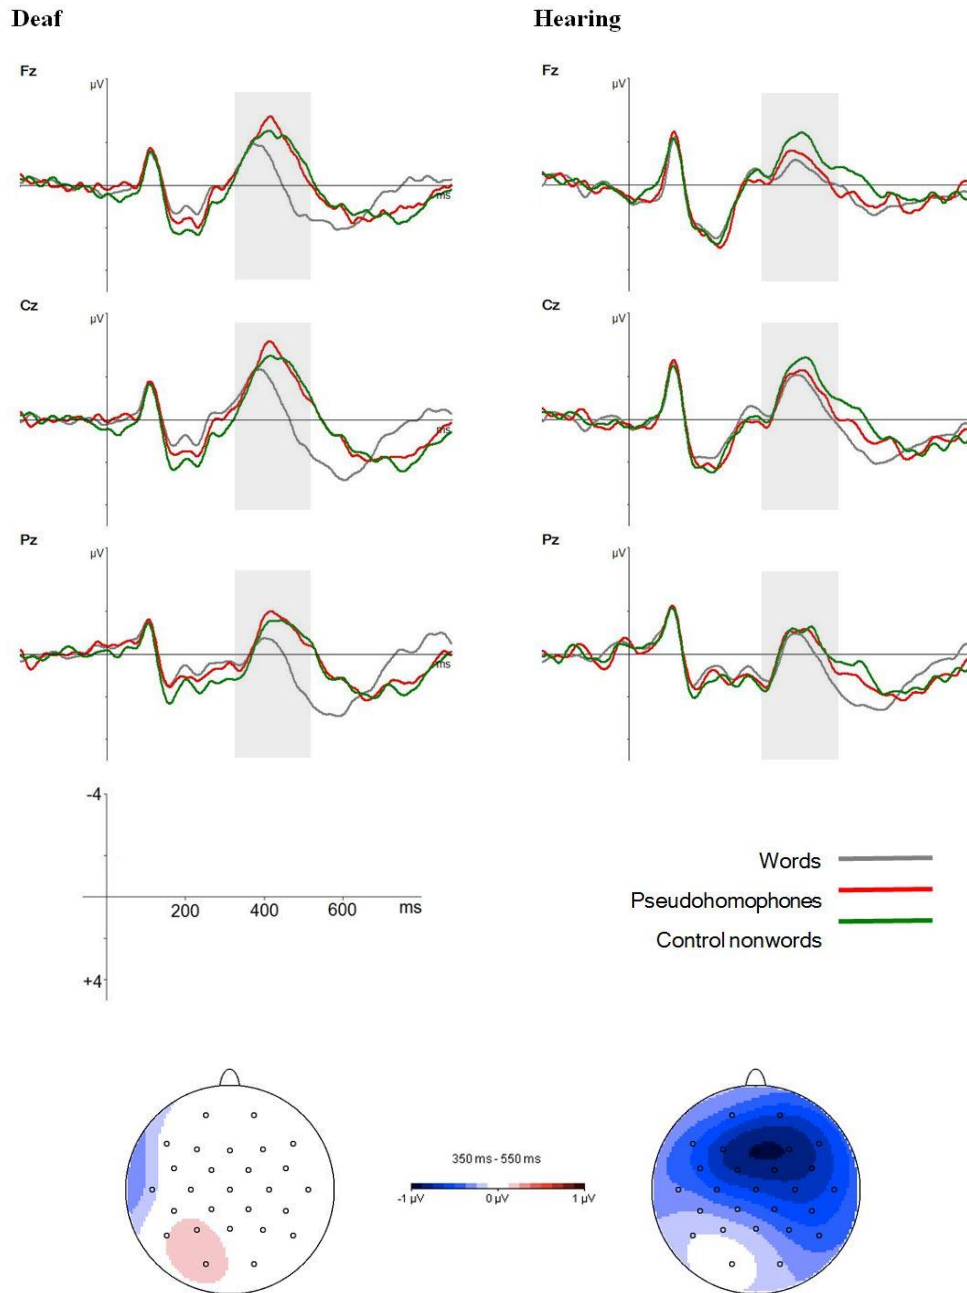 Deaf Hearing
Fz Fz
µV µV
ms
Cz Cz
µV µV
ms
Pz Pz
µV µV
ms
-4
200 400 600 ms
+4
Words
Pseudohomophones
Control nonwords
350 ms - 550 ms
-1 µV 0 µV 1 µV